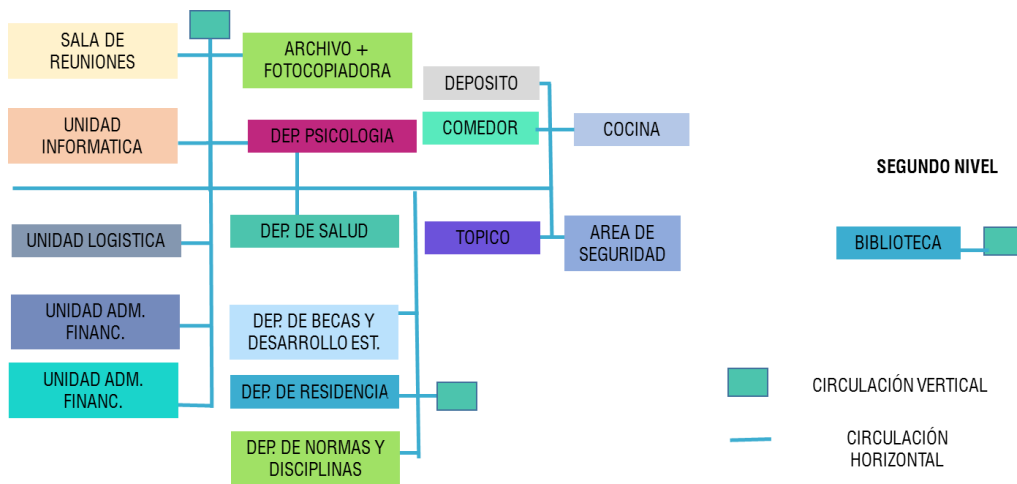 SALA DE
REUNIONES
ARCHIVO +
FOTOCOPIADORA
DEPOSITO
UNIDAD
INFORMATICA
DEP. PSICOLOGIA
COMEDOR
COCINA
SEGUNDO NIVEL
UNIDAD LOGISTICA
DEP. DE SALUD
TOPICO
AREA DE
SEGURIDAD
BIBLIOTECA
UNIDAD ADM.
FINANC.
DEP. DE BECAS Y
DESARROLLO EST.
UNIDAD ADM.
FINANC.
DEP. DE RESIDENCIA
CIRCULACIÓN VERTICAL
DEP. DE NORMAS Y
DISCIPLINAS
CIRCULACIÓN
HORIZONTAL